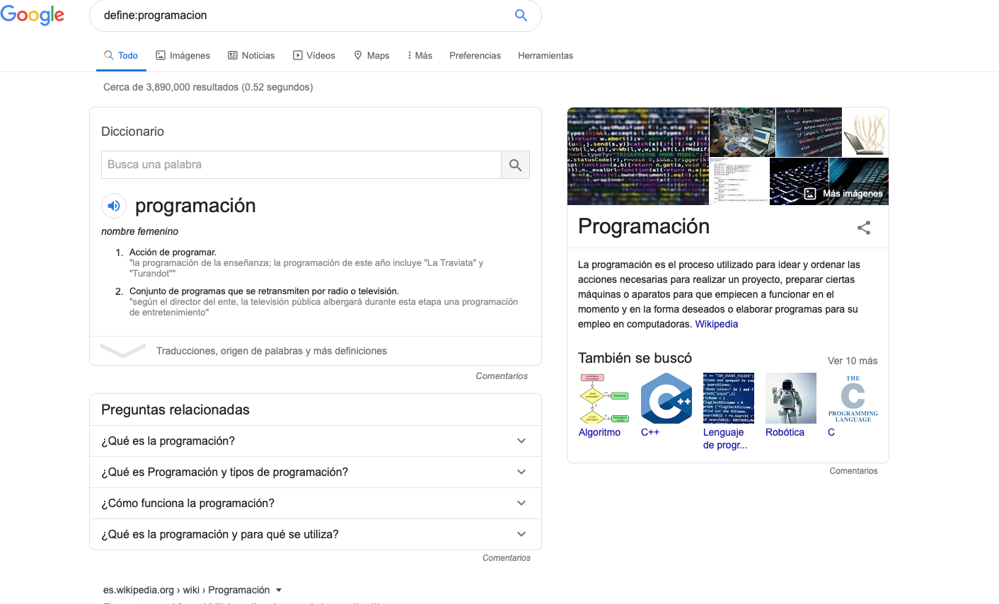 Google
define:programacion
Todo
Imágenes
Noticias
Vídeos
Maps
Más
Preferencias
Herramientas
Cerca de 3,890,000 resultados (0.52 segundos)
Diccionario
Busca una palabra
programación
nombre femenino
1. Acción de programar.
"la programación de la enseñanza; la programación de este año incluye "La Traviata" y
"Turandot""
2. Conjunto de programas que se retransmiten por radio o televisión.
"según el director del ente, la televisión pública albergará durante esta etapa una programación
de entretenimiento"
Traducciones, origen de palabras y más definiciones
Comentarios
Preguntas relacionadas
¿Qué es la programación?
¿Qué es Programación y tipos de programación?
¿Cómo funciona la programación?
¿Qué es la programación y para qué se utiliza?
Comentarios
es.wikipedia.org › wiki › Programación
Más imágenes
Programación
La programación es el proceso utilizado para idear y ordenar las
acciones necesarias para realizar un proyecto, preparar ciertas
máquinas o aparatos para que empiecen a funcionar en el
momento y en la forma deseados o elaborar programas para su
empleo en computadoras. Wikipedia
También se buscó
Ver 10 más
C++
THE
C
PROGRAMMING
LANGUAGE
Algoritmo
C++
Lenguaje
de progr...
Robótica
C
Comentarios